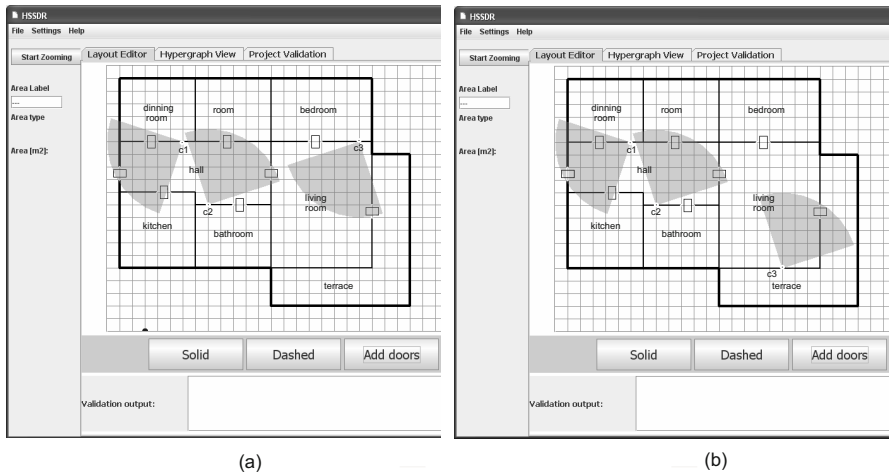 HSSDR
File Settings Help
Start Zooming
Layout Editor Hypergraph View Project Validation
Area Label
---
Area type
Area [m2]:
dinning
room
room
bedroom
c1
c3
hall
living
room
c2
kitchen
bathroom
terrace
Solid Dashed Add doors
Validation output:
(a)
HSSDR
File Settings Help
Start Zooming
Layout Editor Hypergraph View Project Validation
Area Label
---
Area type
Area [m2]:
dinning
room
room
bedroom
c1
hall
living
room
c2
kitchen
bathroom
c3
terrace
Solid Dashed Add doors
Validation output:
(b)